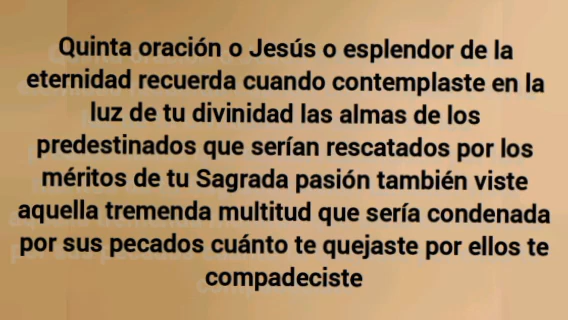 Quinta oración o Jesús o esplendor de la
eternidad recuerda cuando contemplaste en la
luz de tu divinidad las almas de los
predestinados que serían rescatados por los
méritos de tu Sagrada pasión también viste
aquella tremenda multitud que sería condenada
por sus pecados cuánto te quejaste por ellos te
compadeciste